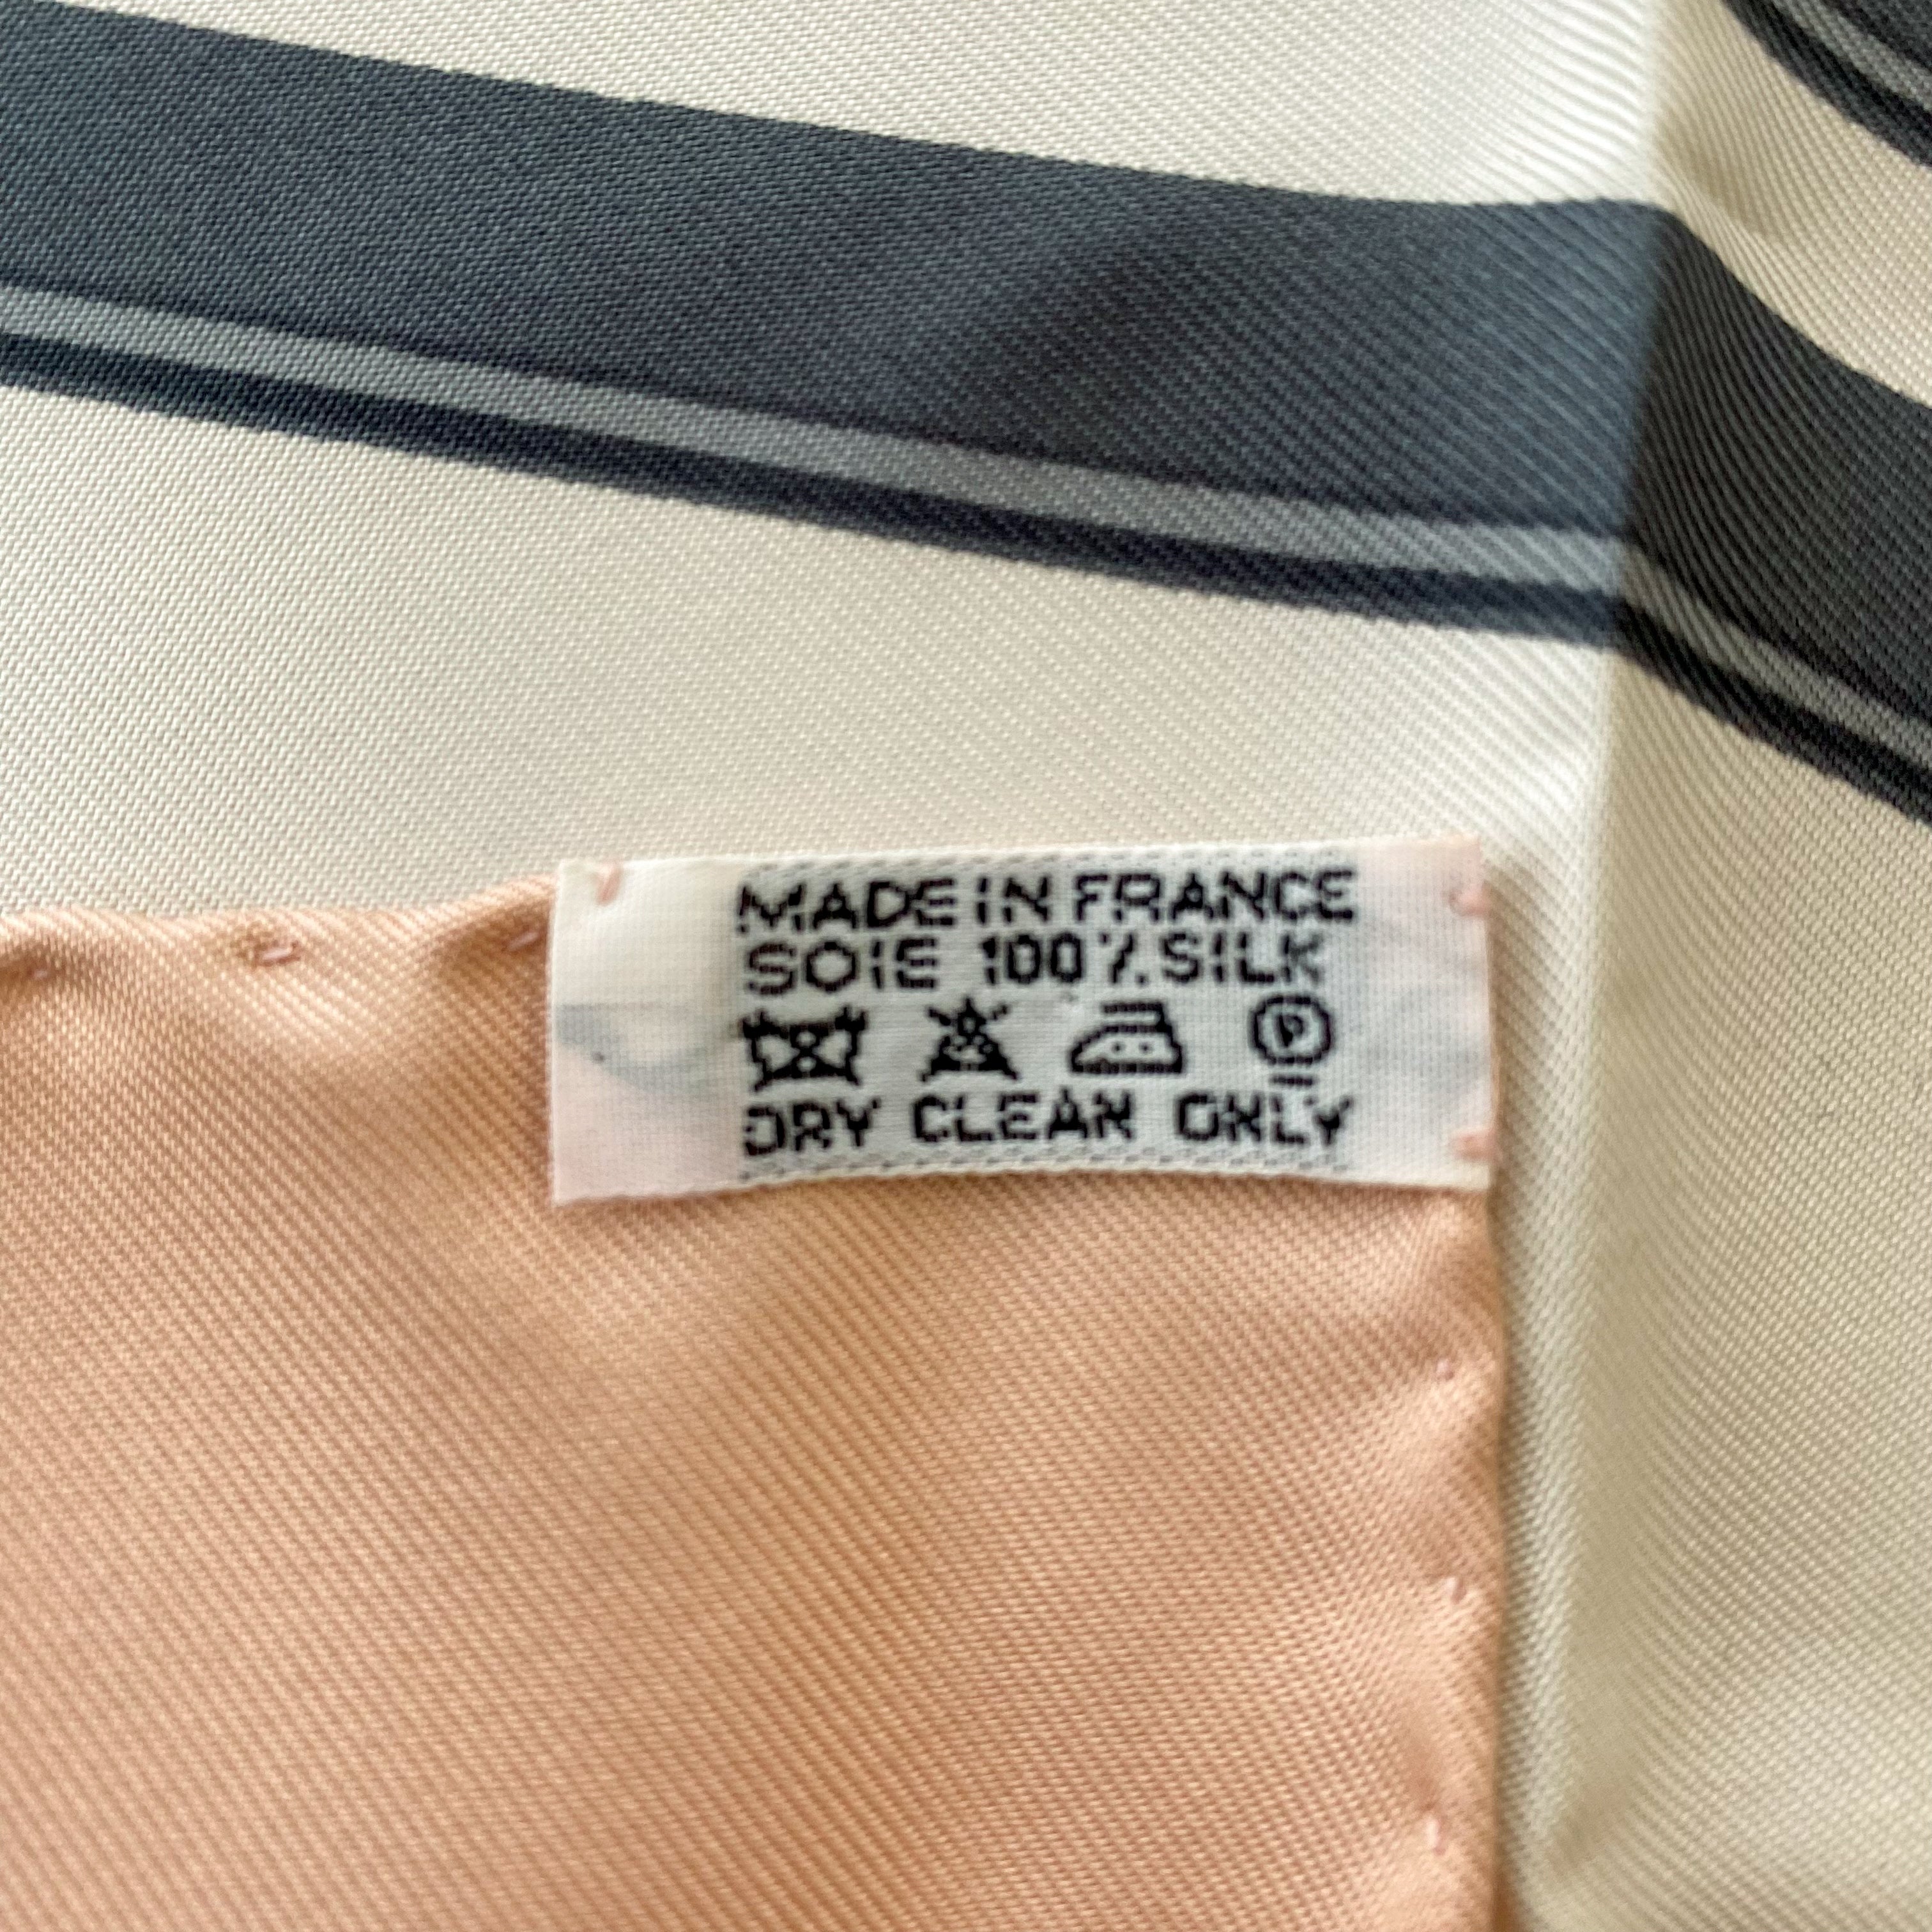 MADE IN FRANCE
SOIE 100% SILK
DRY CLEAN ONLY